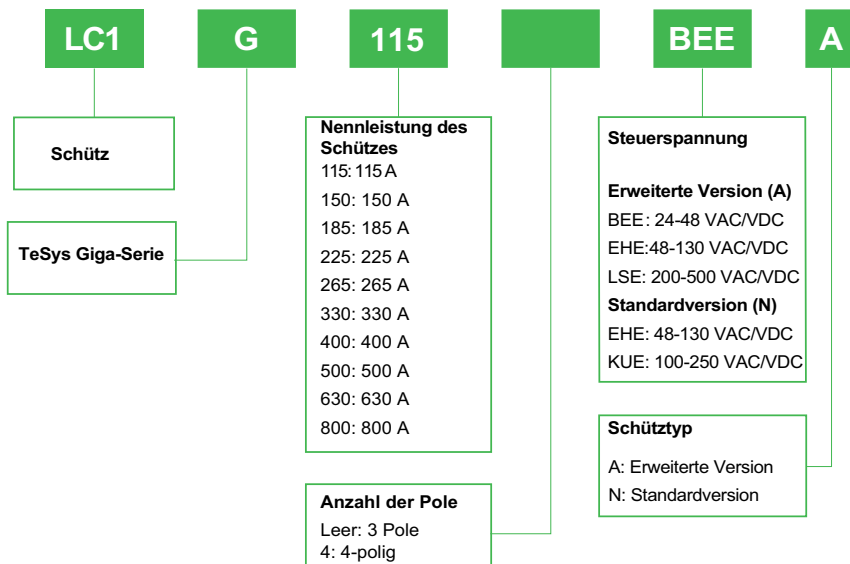 LC1 G 115 BEE A
Schütz
TeSys Giga-Serie
Nennleistung des
Schützes
115: 115 A
150: 150 A
185: 185 A
225: 225 A
265: 265 A
330: 330 A
400: 400 A
500: 500 A
630: 630 A
800: 800 A
Anzahl der Pole
Leer: 3 Pole
4: 4-polig
Steuerspannung
Erweiterte Version (A)
BEE: 24-48 VAC/VDC
EHE:48-130 VAC/VDC
LSE: 200-500 VAC/VDC
Standardversion (N)
EHE: 48-130 VAC/VDC
KUE: 100-250 VAC/VDC
Schütztyp
A: Erweiterte Version
N: Standardversion